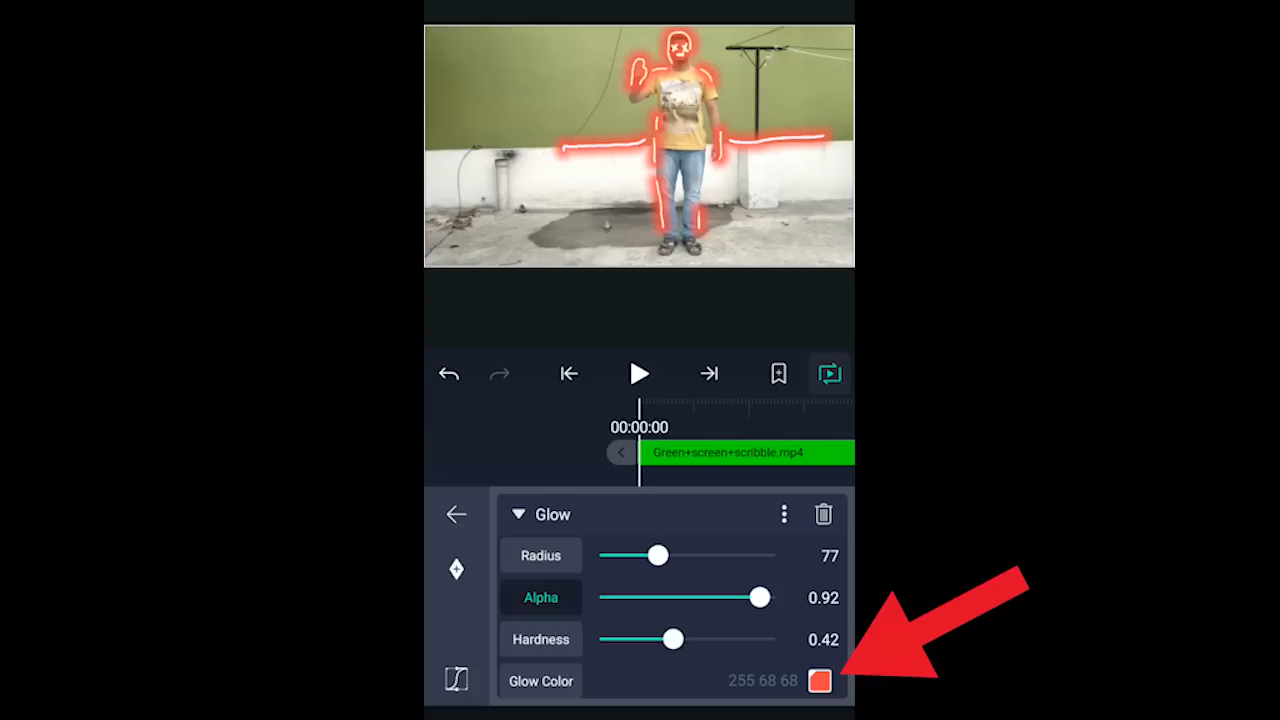 00:00:00
Green+screen+scribble.mp4
Glow
Radius 77
Alpha 0.92
Hardness 0.42
Glow Color 255 68 68